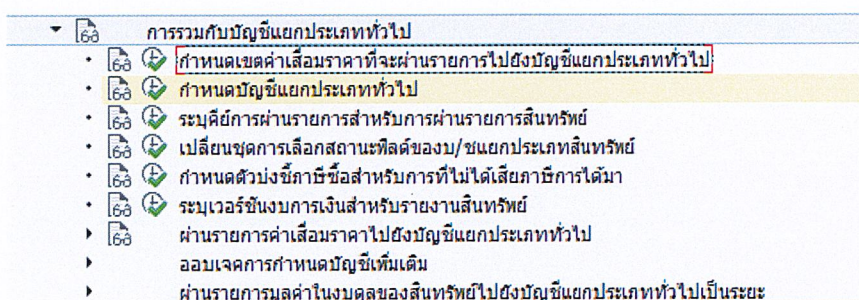 การรวมกับบัญชีแยกประเภททั่วไป
กำหนดเขตค่าเสื่อมราคาที่จะผ่านรายการไปยังบัญชีแยกประเภททั่วไป
กำหนดบัญชีแยกประเภททั่วไป
ระบุคีย์การผ่านรายการสำหรับการผ่านรายการสินทรัพย์
เปลี่ยนชุดการเลือกสถานะฟิลด์ของบ/ชแยกประเภทสินทรัพย์
กำหนดตัวบ่งชี้ภาษีซื้อสำหรับการที่ไม่ได้เสียภาษีการได้มา
ระบุเวอร์ชันงบการเงินสำหรับรายงานสินทรัพย์
ผ่านรายการค่าเสื่อมราคาไปยังบัญชีแยกประเภททั่วไป
ออบเจคการกำหนดบัญชีเพิ่มเติม
ผ่านรายการมูลค่าในงบดุลของสินทรัพย์ไปยังบัญชีแยกประเภททั่วไปเป็นระยะ